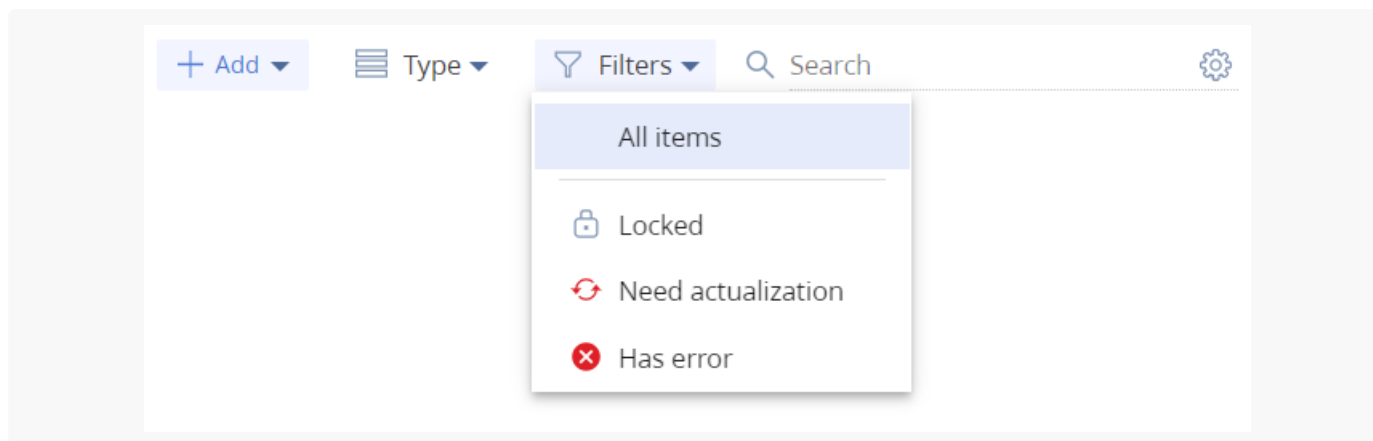 Add Type Filters Search
All items
Locked
Need actualization
Has error